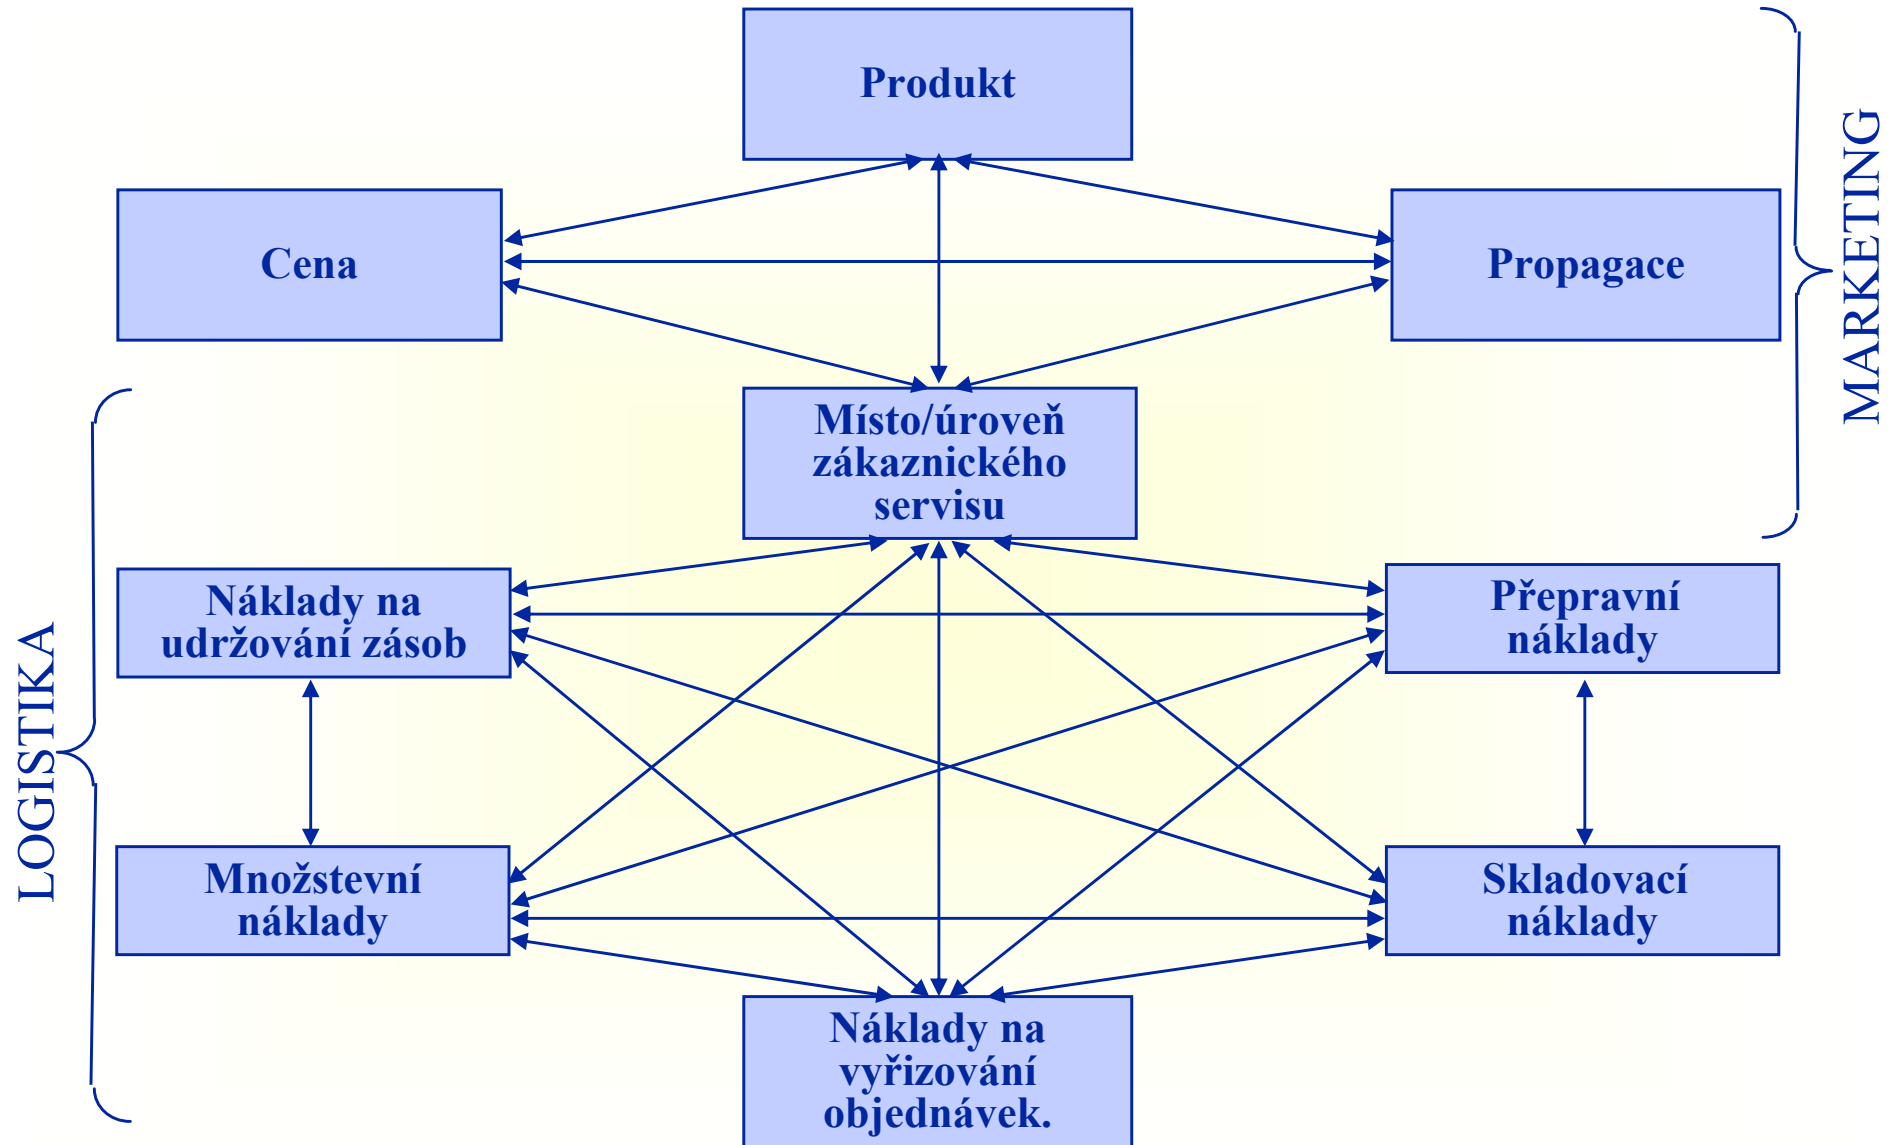 Produkt
MARKETING
Cena
Propagace
Místo/úroveň
zákaznického
servisu
LOGISTIKA
Náklady na
udržování zásob
Přepravní
náklady
Množstevní
náklady
Skladovací
náklady
Náklady na
vyřizování
objednávek.